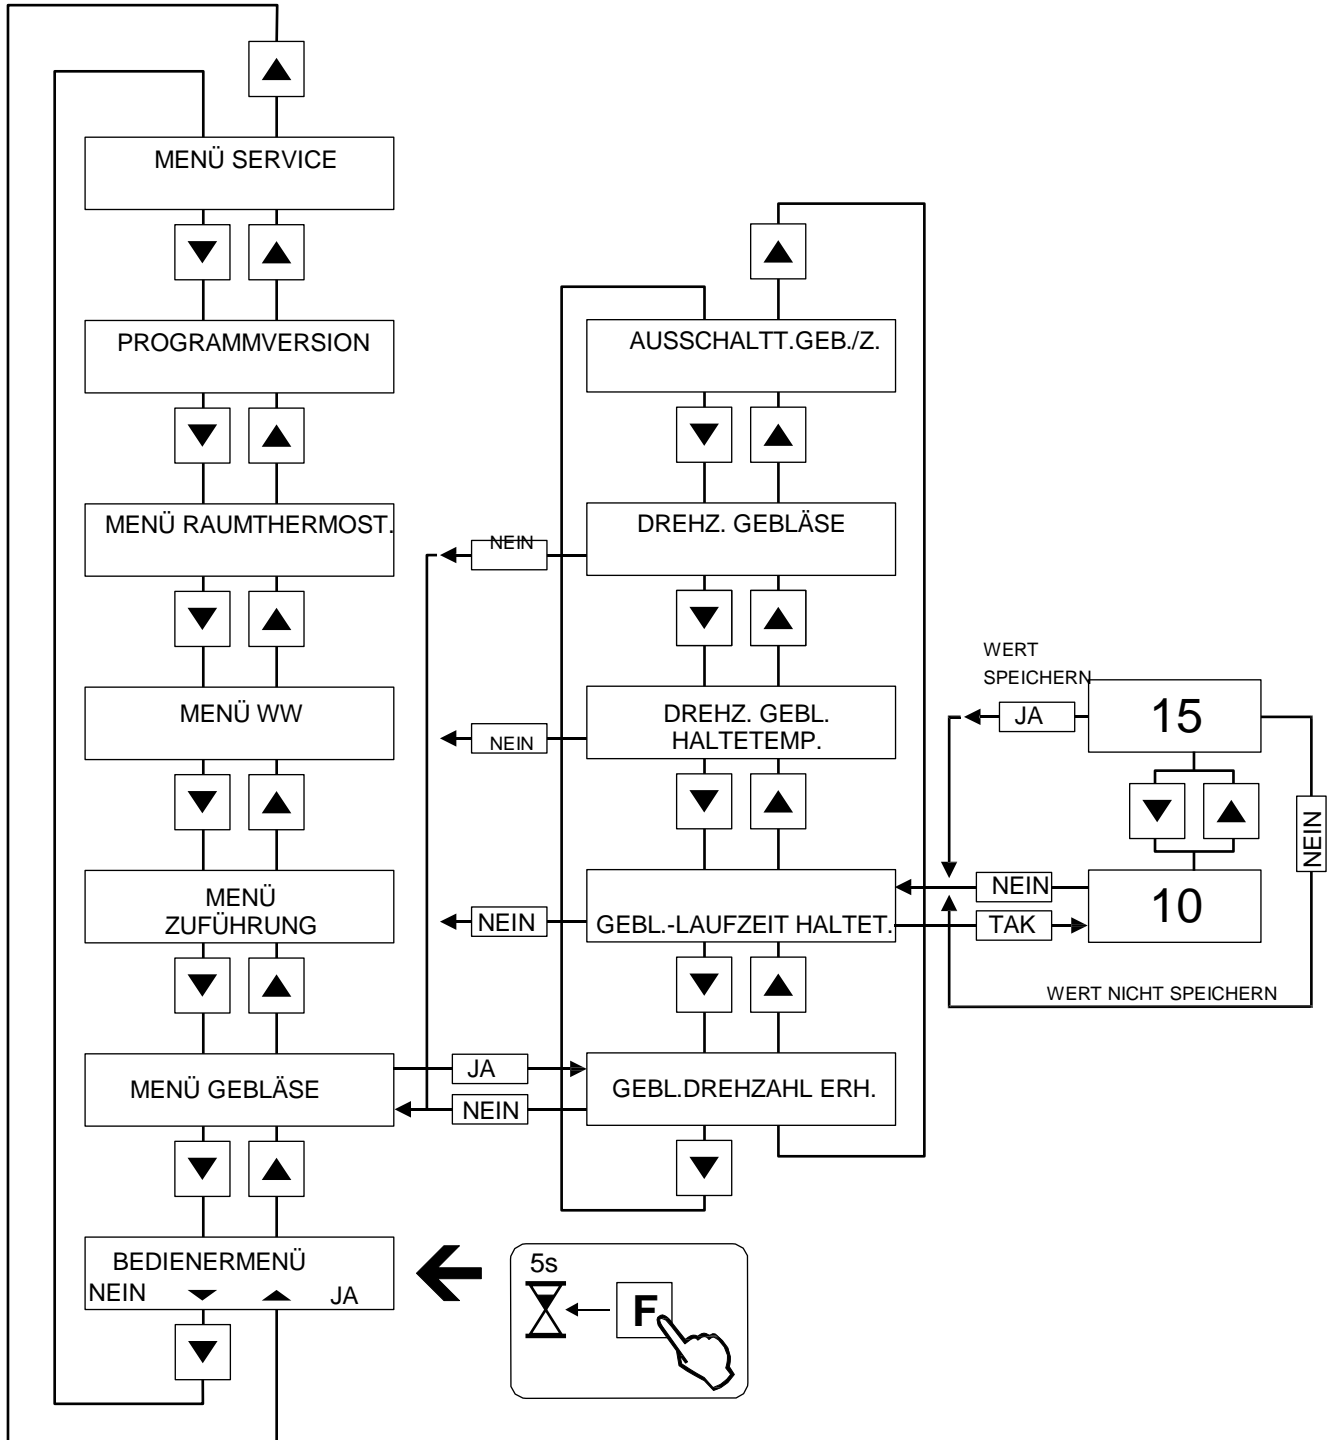 MENÜ SERVICE
PROGRAMMVERSION
MENÜ RAUMTHERMOST.
MENÜ WW
MENÜ
ZUFÜHRUNG
MENÜ GEBLÄSE
BEDIENERMENÜ
NEIN JA
JA
NEIN
NEIN
NEIN
NEIN
AUSSCHALTT.GEB./Z.
DREHZ. GEBLÄSE
DREHZ. GEBL.
HALTETEMP.
GEBL.-LAUFZEIT HALTET.
GEBL.DREHZAHL ERH.
5s
F
WERT
SPEICHERN
JA
15
NEIN
NEIN
10
TAK
WERT NICHT SPEICHERN